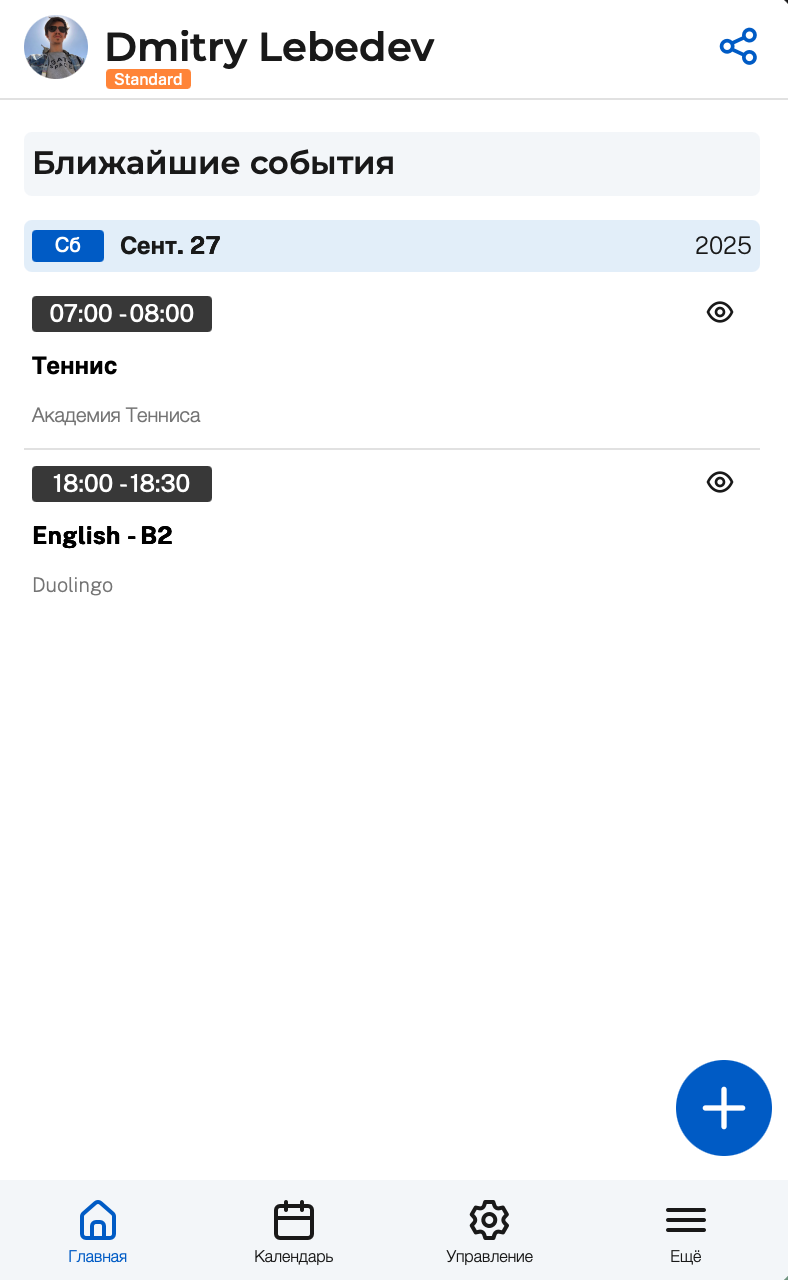 Dmitry Lebedev
Standard
Ближайшие события
Сб Сент. 27 2025
07:00 - 08:00
Теннис
Академия Тенниса
18:00 - 18:30
English - B2
Duolingo
Главная Календарь Управление Ещё